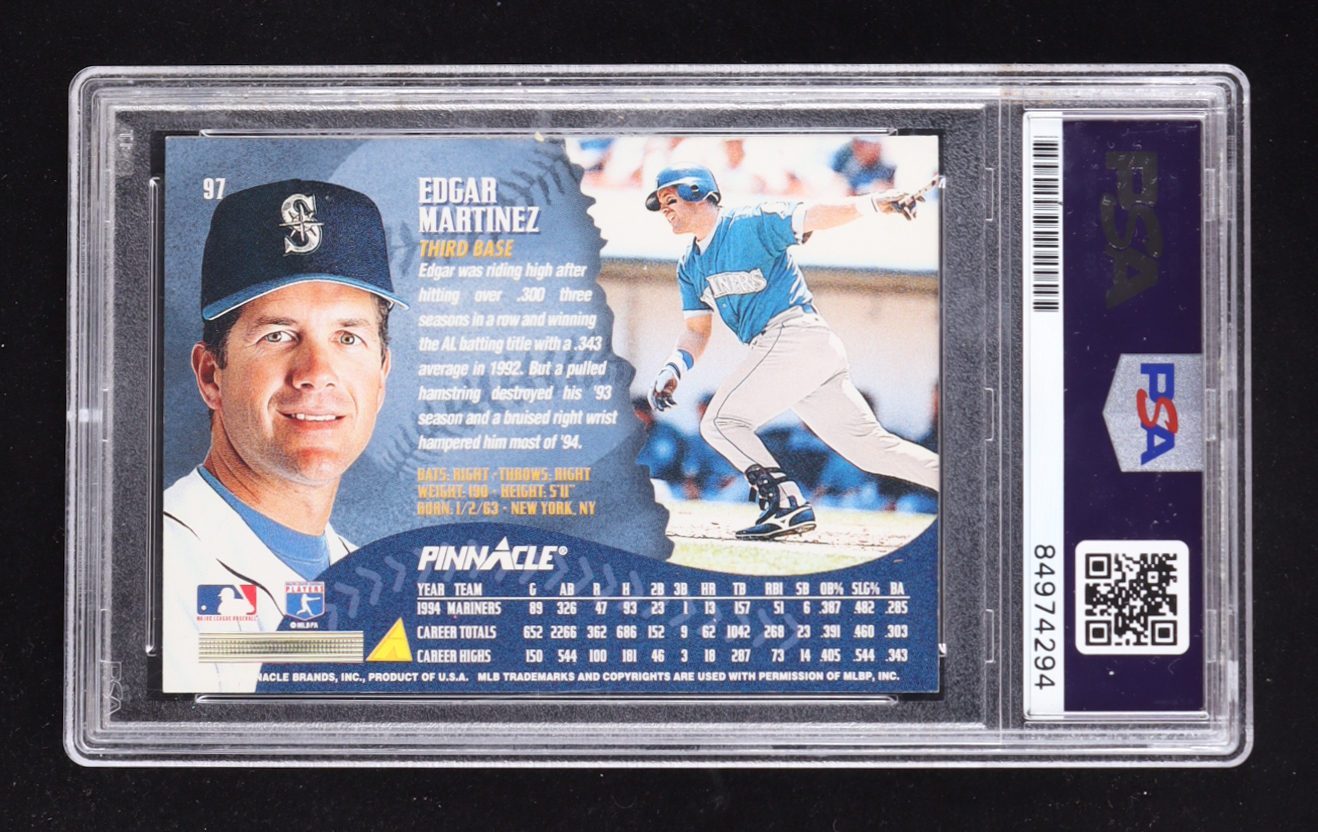 97
EDGAR
MARTINEZ
THIRD BASE
Edgar was riding high after
hitting over .300 three
seasons in a row and winning
the AL batting title with a .343
average in 1992. But a pulled
hamstring destroyed his '93
season and a bruised right wrist
hampered him most of '94.
BATS: RIGHT · THROWS: RIGHT
WEIGHT: 190 · HEIGHT: 5'11"
BORN: 1/2/63 · NEW YORK, NY
PINNACLE®
YEAR TEAM G AB R H 2B 3B HR TB RBI SB OB% SLG% BA
1994 MARINERS 89 326 47 93 23 1 13 157 51 6 .387 .482 .285
CAREER TOTALS 652 2266 362 686 152 9 62 1042 268 23 .391 .460 .303
CAREER HIGHS 150 544 100 181 46 3 18 287 73 14 .405 .544 .343
NACLE BRANDS, INC., PRODUCT OF U.S.A. MLB TRADEMARKS AND COPYRIGHTS ARE USED WITH PERMISSION OF MLBP, INC.
MAJOR LEAGUE BASEBALL
PLAYERS
©MLBPA
S
INERS
PSA
PSA
84974294